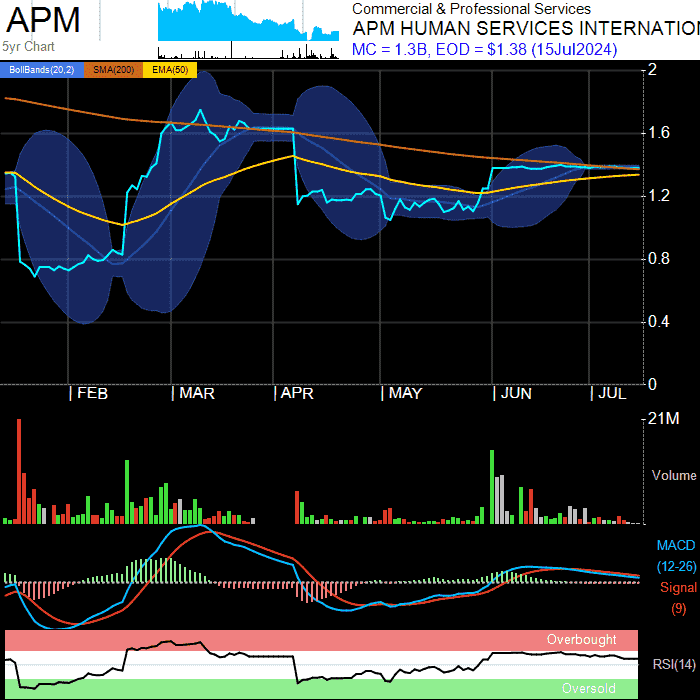 APM
5yr Chart
Commercial & Professional Services
APM HUMAN SERVICES INTERNATIO
MC = 1.3B, EOD = $1.38 (15Jul2024)
BollBands(20,2) SMA(200) EMA(50)
2
1.6
1.2
0.8
0.4
0
FEB MAR APR MAY JUN JUL
21M
Volume
MACD
(12-26)
Signal
(9)
Overbought
RSI(14)
Oversold